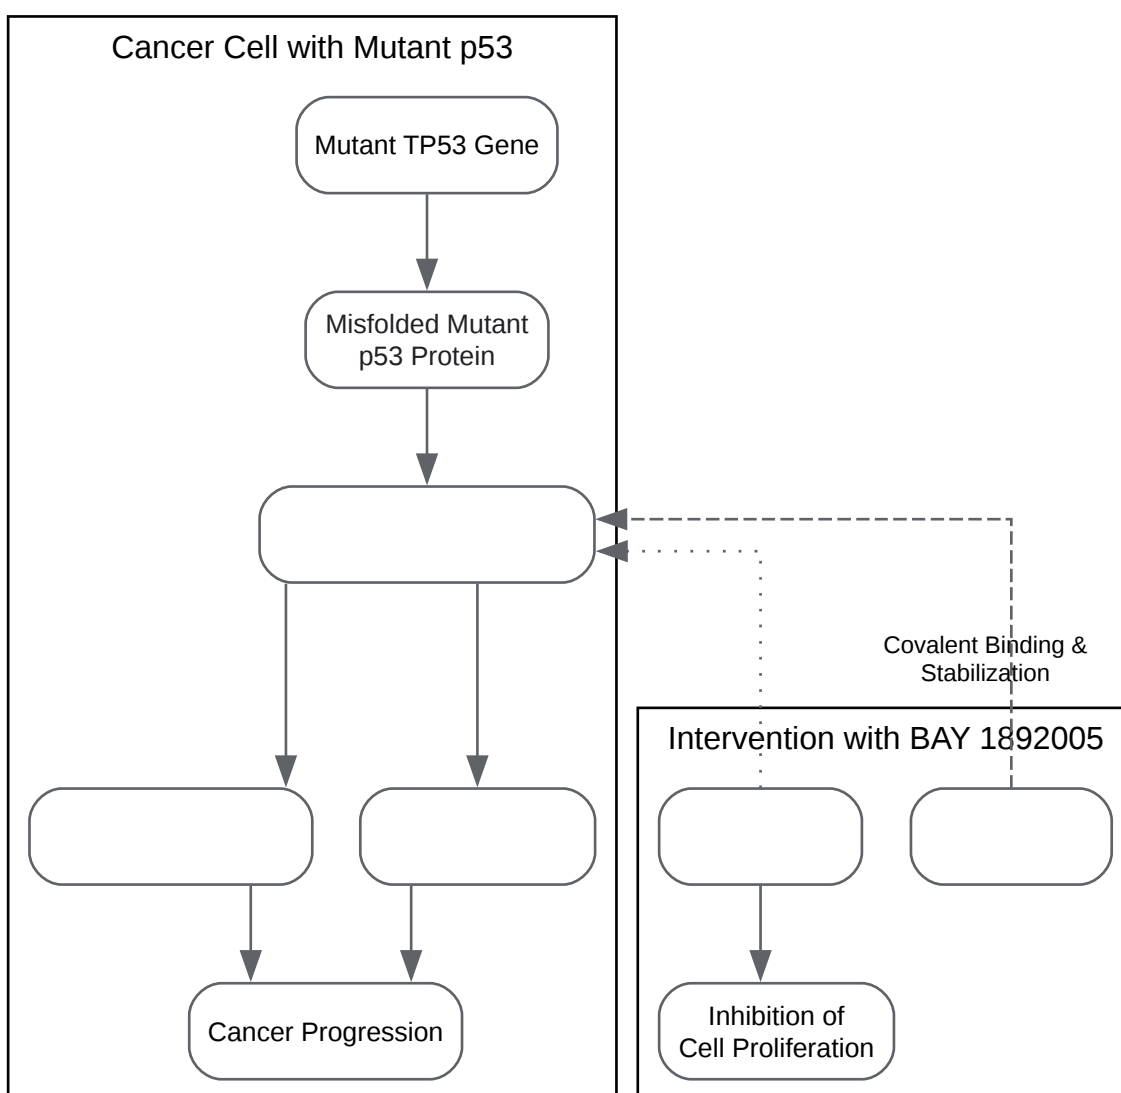 Cancer Cell with Mutant p53
Mutant TP53 Gene
Misfolded Mutant
p53 Protein
Covalent Binding &
Stabilization
Intervention with BAY 1892005
Cancer Progression
Inhibition of
Cell Proliferation